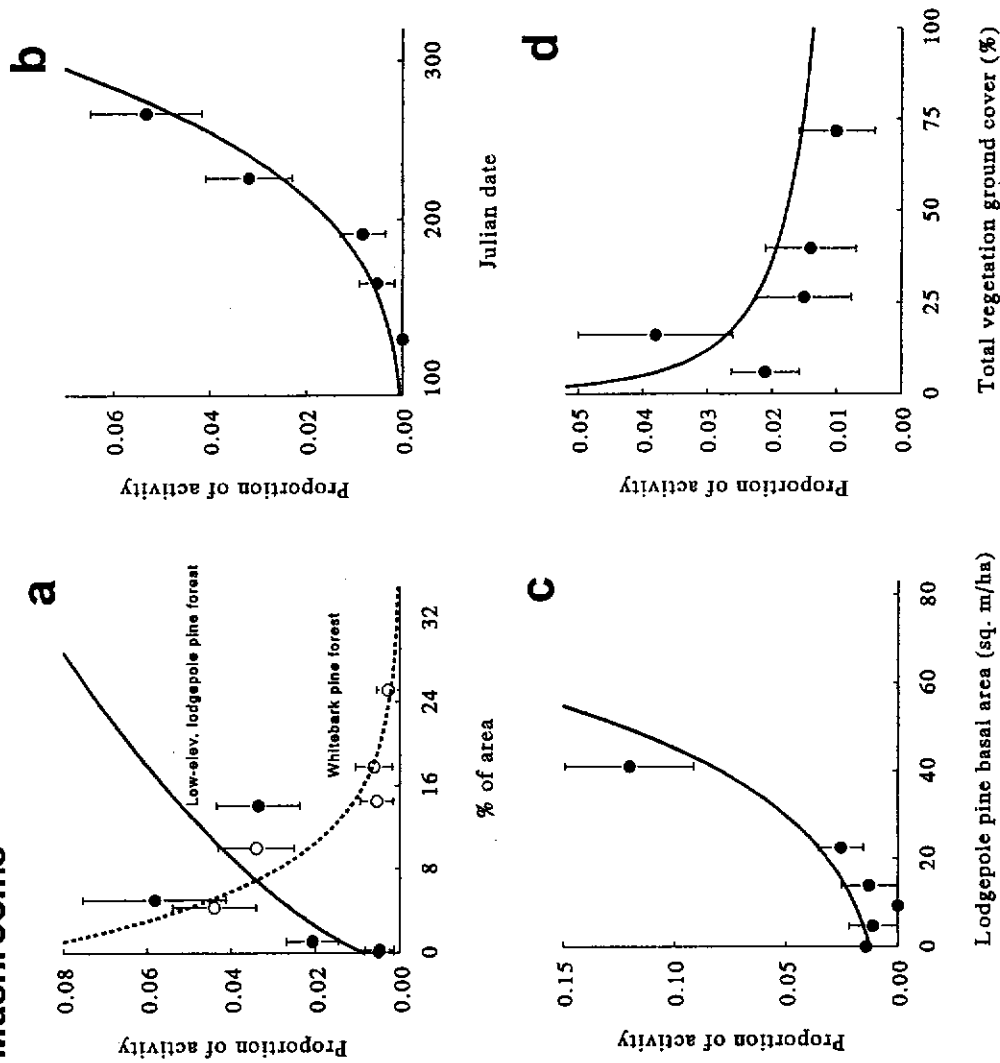 Mushrooms
a
Proportion of activity
0.08
0.06
0.04
0.02
0.00
Low-elev. lodgepole pine forest
Whitebark pine forest
0
8
16
24
32
% of area
b
Proportion of activity
0.06
0.04
0.02
0.00
100
200
300
Julian date
c
Proportion of activity
0.15
0.10
0.05
0.00
0
20
40
60
80
Lodgepole pine basal area (sq. m/ha)
d
Proportion of activity
0.05
0.04
0.03
0.02
0.01
0.00
0
25
50
75
100
Total vegetation ground cover (%)